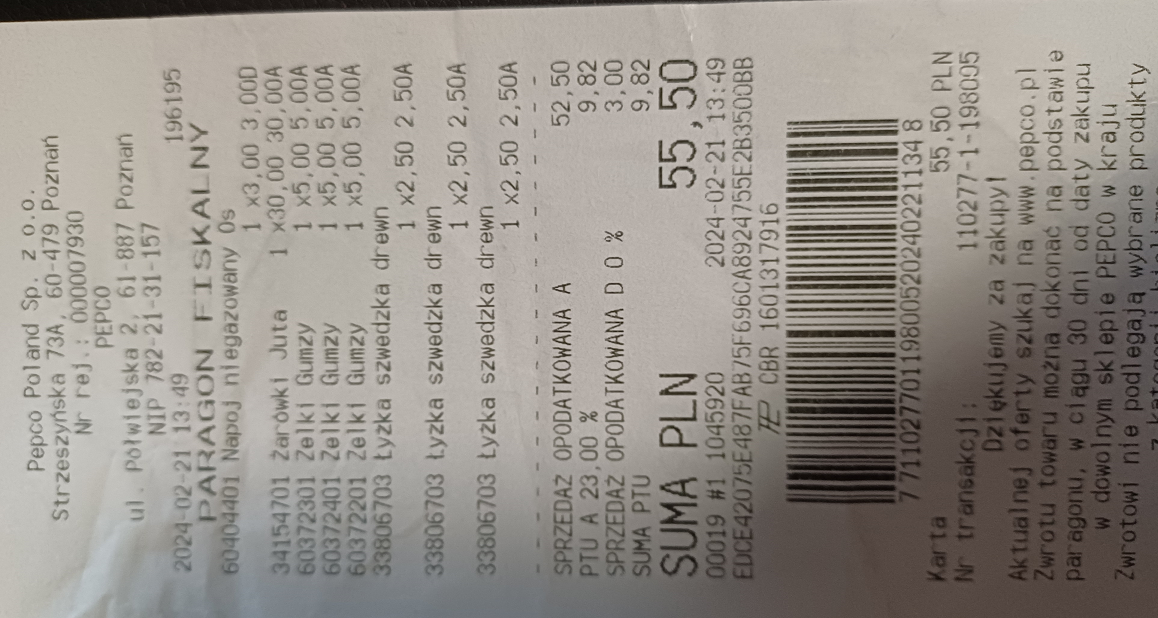 Pepco Poland Sp. z o.o.
Strzeszyńska 73A, 60-479 Poznań
Nr rej.: 000007930
PEPCO
ul. Półwiejska 2, 61-887 Poznań
NIP 782-21-31-157
2024-02-21 13:49 196195
PARAGON FISKALNY
60404401 Napoj niegazowany 0s
1 x3,00 3,00D
34154701 Żarówki Juta 1 x30,00 30,00A
60372301 Żelki Gumzy 1 x5,00 5,00A
60372401 Żelki Gumzy 1 x5,00 5,00A
60372201 Żelki Gumzy 1 x5,00 5,00A
33806703 Łyżka szwedzka drewn
1 x2,50 2,50A
33806703 Łyżka szwedzka drewn
1 x2,50 2,50A
33806703 Łyżka szwedzka drewn
1 x2,50 2,50A
SPRZEDAŻ OPODATKOWANA A 52,50
PTU A 23,00 % 9,82
SPRZEDAŻ OPODATKOWANA D 0 % 3,00
SUMA PTU 9,82
SUMA PLN 55,50
00019 #1 1045920 2024-02-21 13:49
EDCE42075E487FAB75F696CA8924755E2B3500BB
CBR 1601317916
7711027701198005202402211348
Karta 55,50 PLN
Nr transakcji: 110277-1-198095
Dziękujemy za zakupy!
Aktualnej oferty szukaj na www pepco.pl
Zwrotu towaru można dokonać na podstawie
paragonu, w ciągu 30 dni od daty zakupu
w dowolnym sklepie PEPCO w kraju
Zwrotowi nie podlegają wybrane produkty
z kategorii